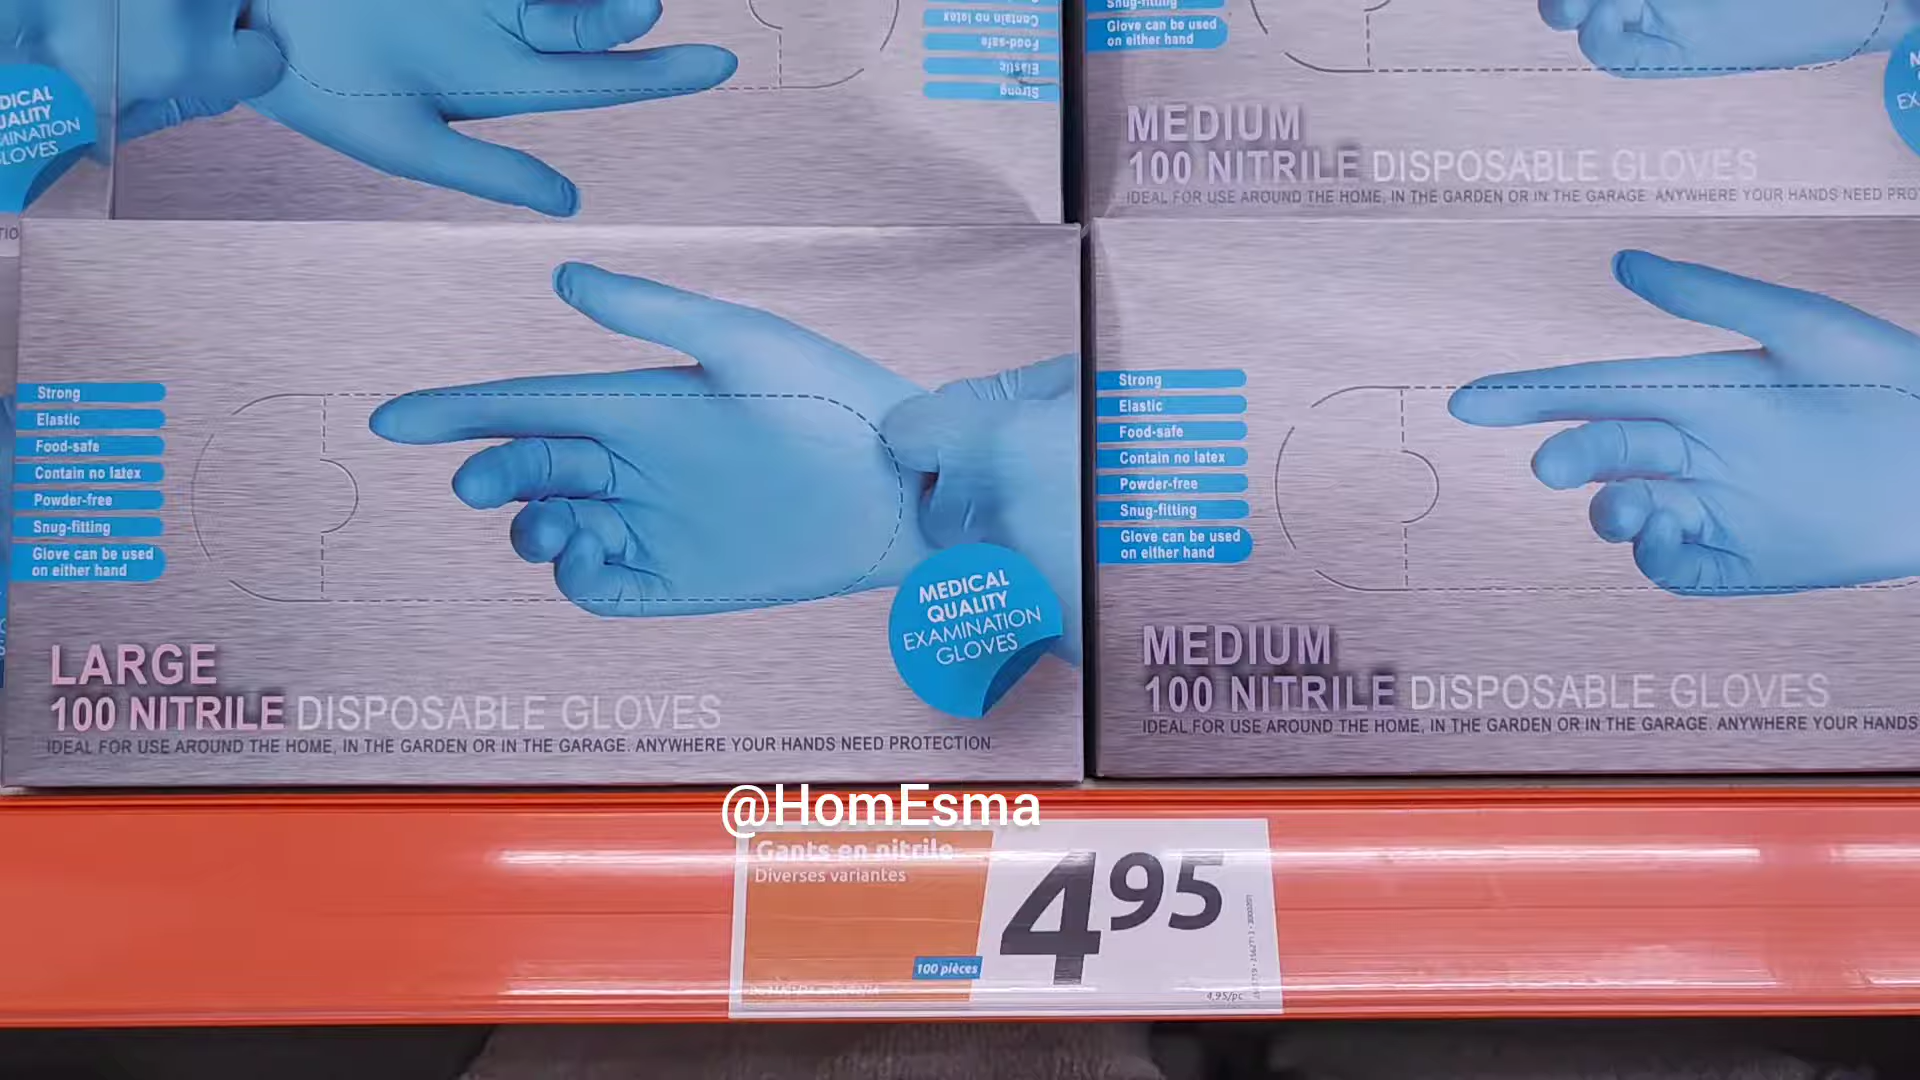 DICAL
UALITY
MINATION
LOVES
Contain no latex
Food-safe
Elastic
Strong
Snug-fitting
Glove can be used
on either hand
MEDIUM
100 NITRILE DISPOSABLE GLOVES
IDEAL FOR USE AROUND THE HOME, IN THE GARDEN OR IN THE GARAGE. ANYWHERE YOUR HANDS NEED PRO
Strong
Elastic
Food-safe
Contain no latex
Powder-free
Snug-fitting
Glove can be used
on either hand
MEDICAL
QUALITY
EXAMINATION
GLOVES
LARGE
100 NITRILE DISPOSABLE GLOVES
IDEAL FOR USE AROUND THE HOME, IN THE GARDEN OR IN THE GARAGE. ANYWHERE YOUR HANDS NEED PROTECTION
Strong
Elastic
Food-safe
Contain no latex
Powder-free
Snug-fitting
Glove can be used
on either hand
MEDIUM
100 NITRILE DISPOSABLE GLOVES
IDEAL FOR USE AROUND THE HOME, IN THE GARDEN OR IN THE GARAGE. ANYWHERE YOUR HANDS
@HomEsma
Gants en nitrile
Diverses variantes
100 pièces
495
4,95/pc